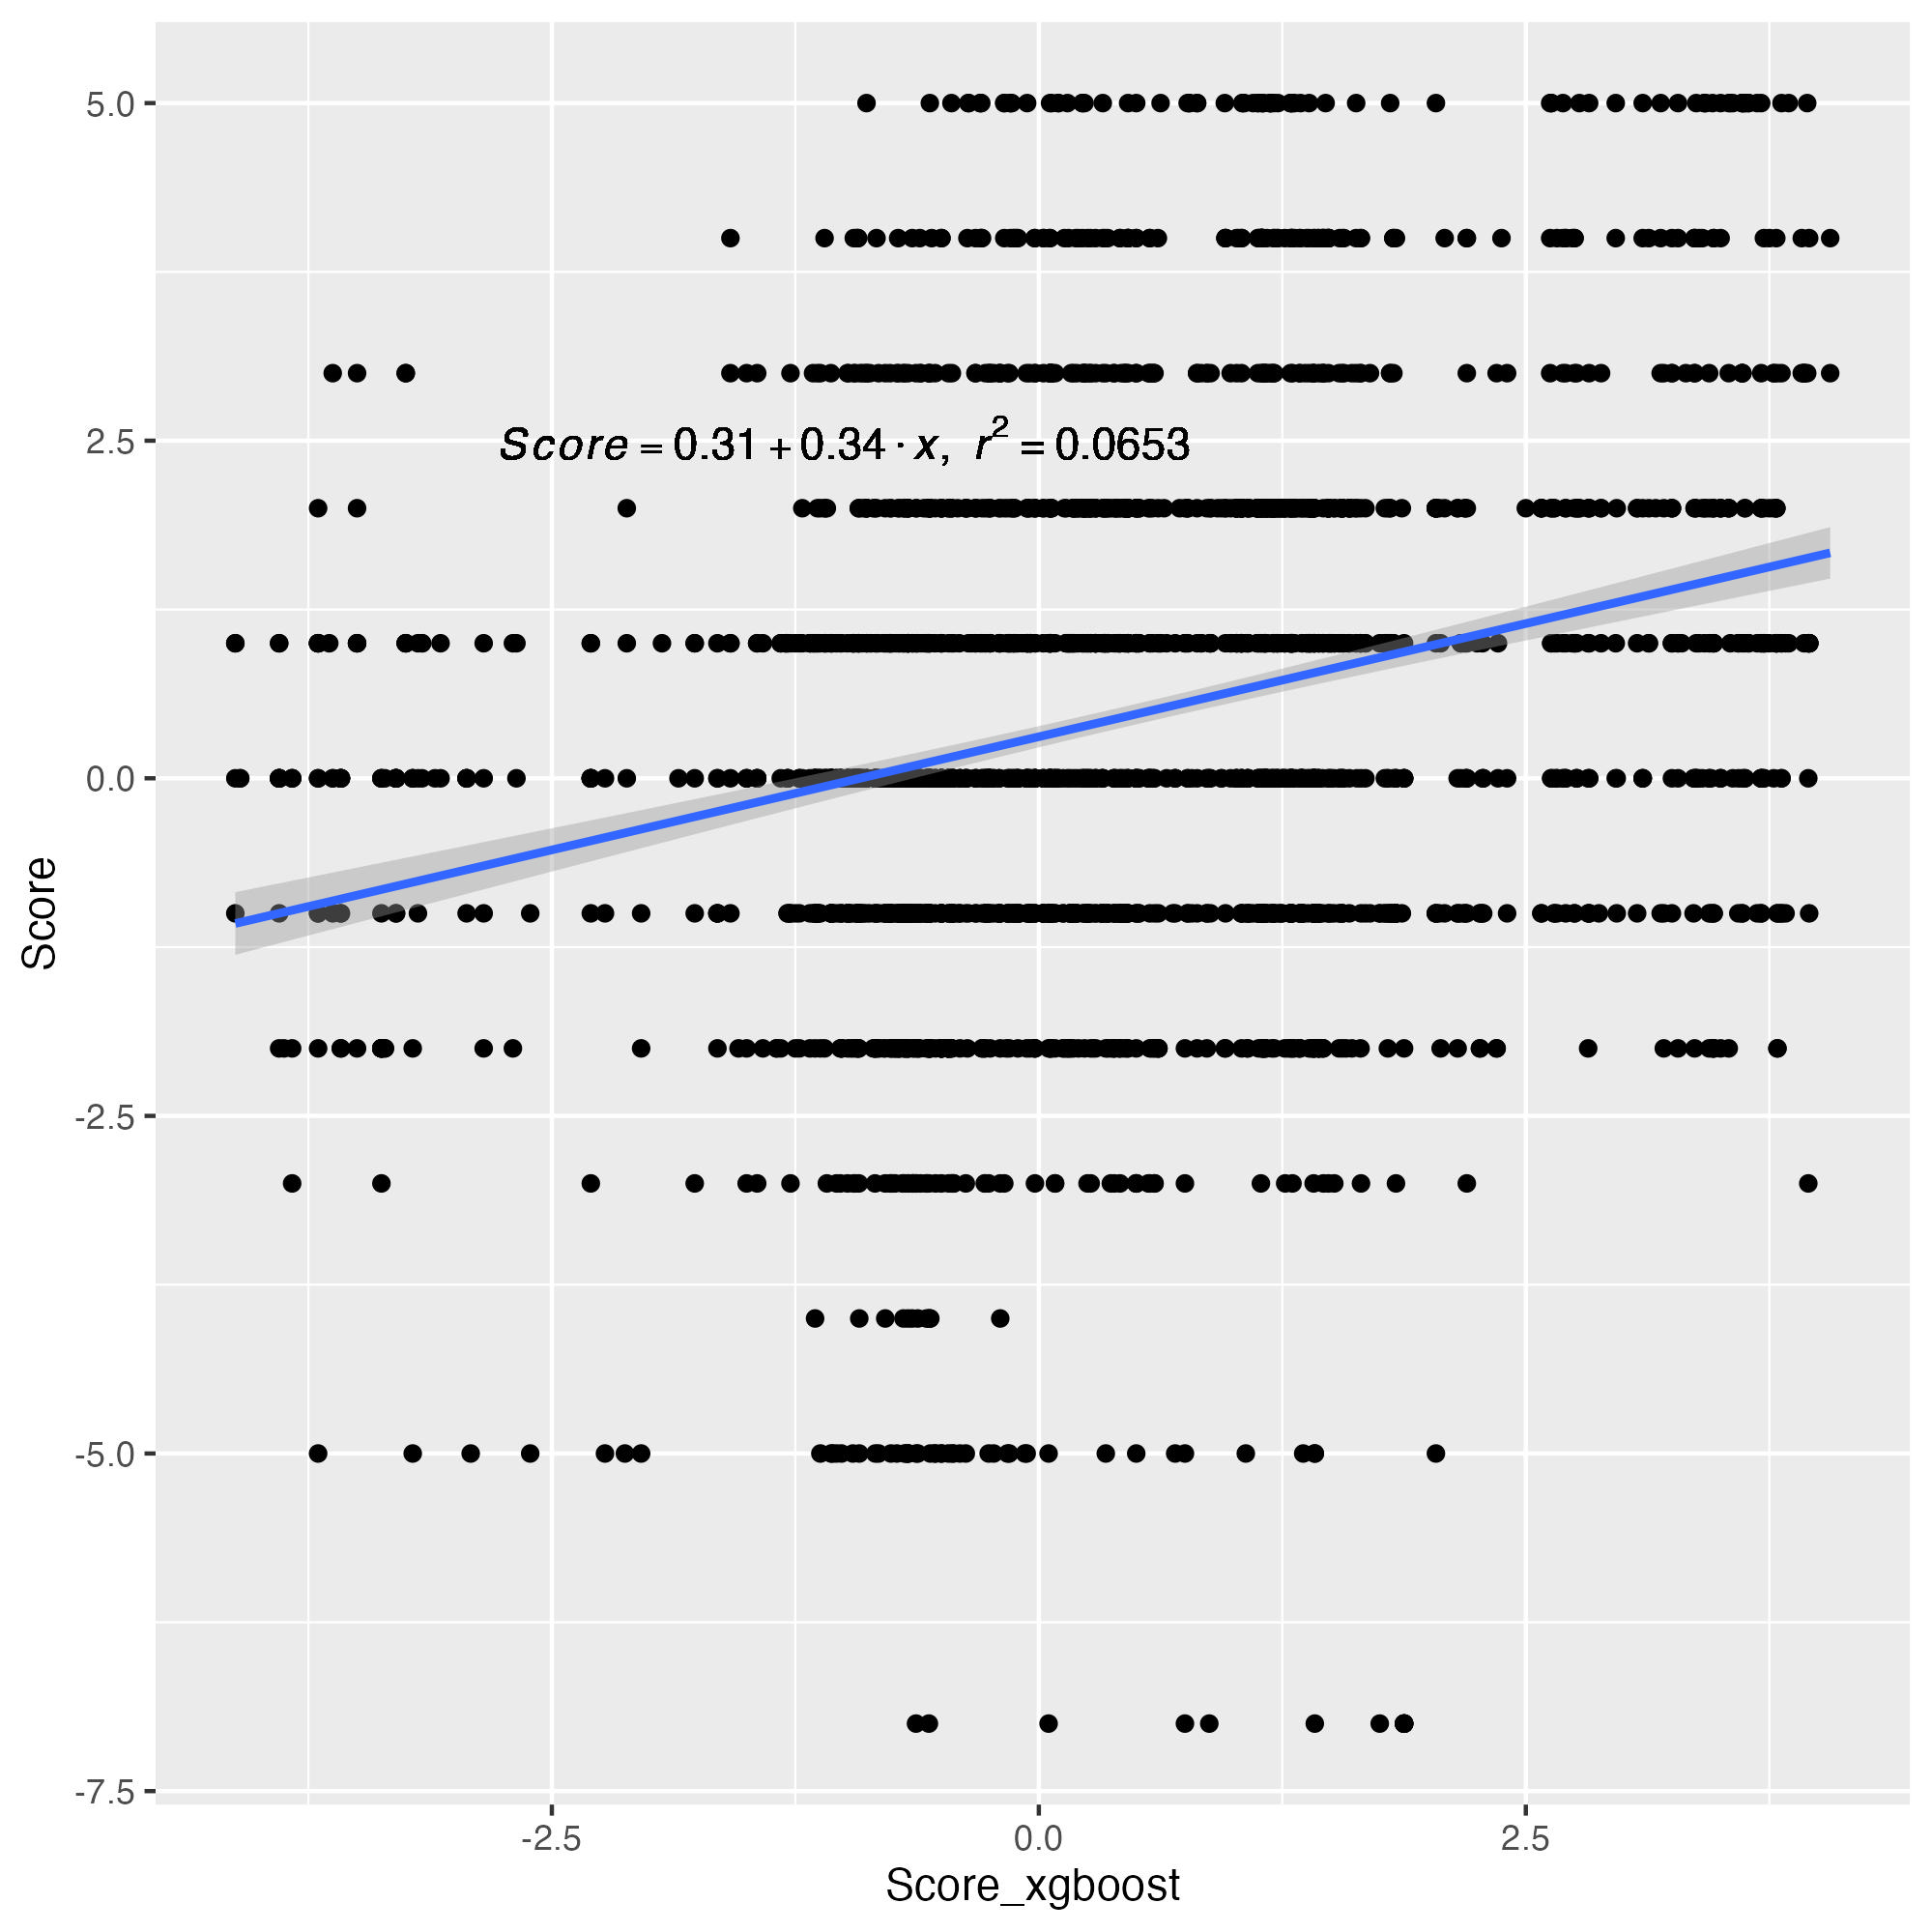 5.0
Score = 0.31 + 0.34 · x, r² = 0.0653
2.5
0.0
-2.5
-5.0
-7.5
Score
-2.5 0.0 2.5
Score_xgboost